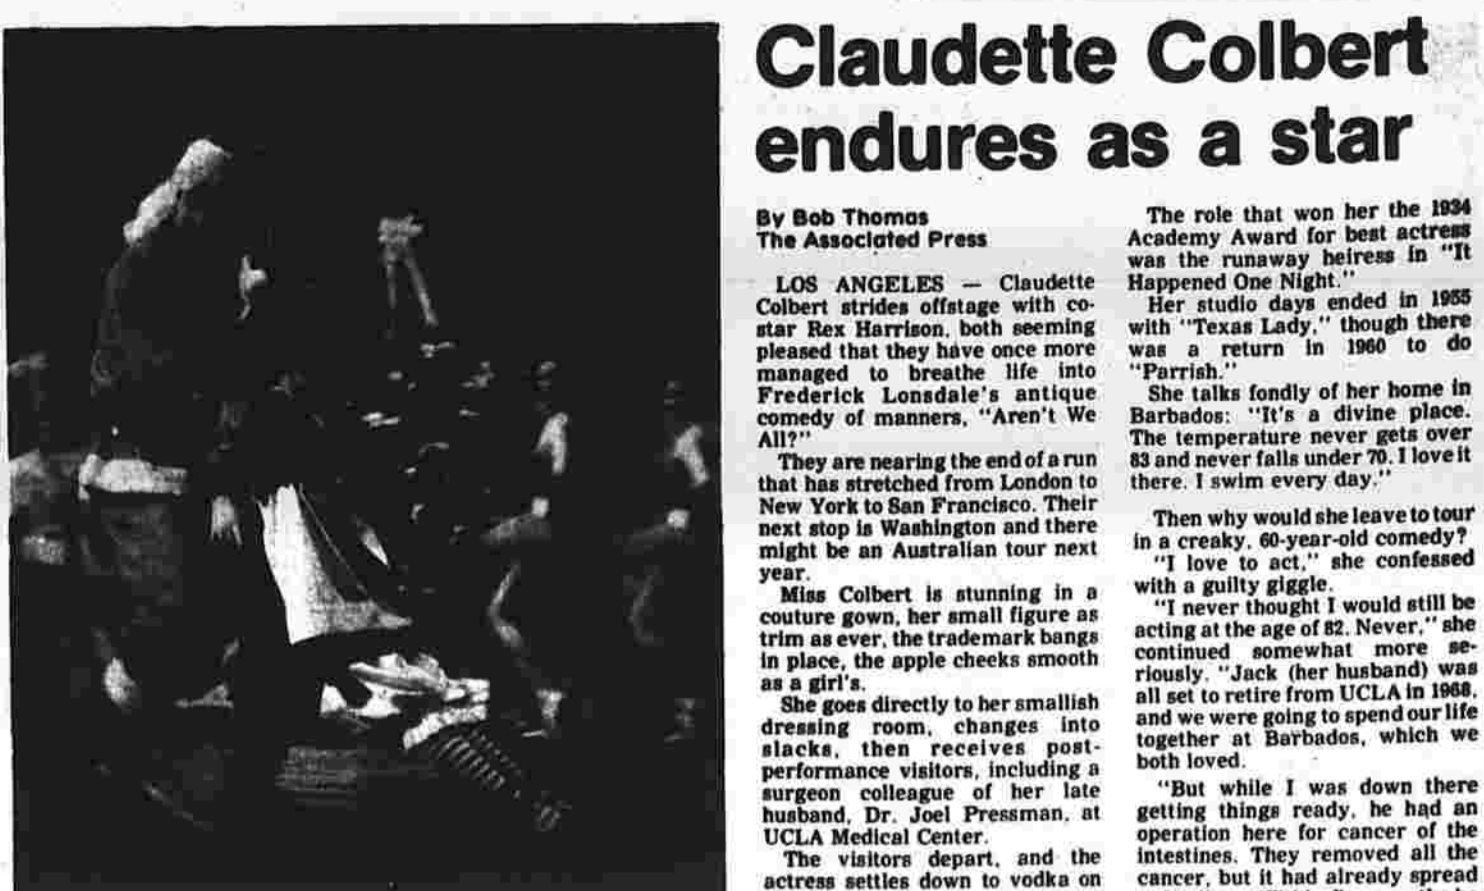 Claudette Colbert
endures as a star
By Bob Thomas
The Associated Press
LOS ANGELES — Claudette
Colbert strides offstage with co-
star Rex Harrison, both seeming
pleased that they have once more
managed to breathe life into
Frederick Lonsdale's antique
comedy of manners, "Aren't We
All?"
They are nearing the end of a run
that has stretched from London to
New York to San Francisco. Their
next stop is Washington and there
might be an Australian tour next
year.
Miss Colbert is stunning in a
couture gown, her small figure as
trim as ever, the trademark bangs
in place, the apple cheeks smooth
as a girl's.
She goes directly to her smallish
dressing room, changes into
slacks, then receives post-
performance visitors, including a
surgeon colleague of her late
husband, Dr. Joel Pressman, at
UCLA Medical Center.
The visitors depart, and the
actress settles down to vodka on
The role that won her the 1934
Academy Award for best actress
was the runaway heiress in "It
Happened One Night."
Her studio days ended in 1955
with "Texas Lady," though there
was a return in 1960 to do
"Parrish."
She talks fondly of her home in
Barbados: "It's a divine place.
The temperature never gets over
83 and never falls under 70. I love it
there. I swim every day."
Then why would she leave to tour
in a creaky, 60-year-old comedy?
"I love to act," she confessed
with a guilty giggle.
"I never thought I would still be
acting at the age of 82. Never," she
continued somewhat more se-
riously. "Jack (her husband) was
all set to retire from UCLA in 1968,
and we were going to spend our life
together at Barbados, which we
both loved.
"But while I was down there
getting things ready, he had an
operation here for cancer of the
intestines. They removed all the
cancer, but it had already spread